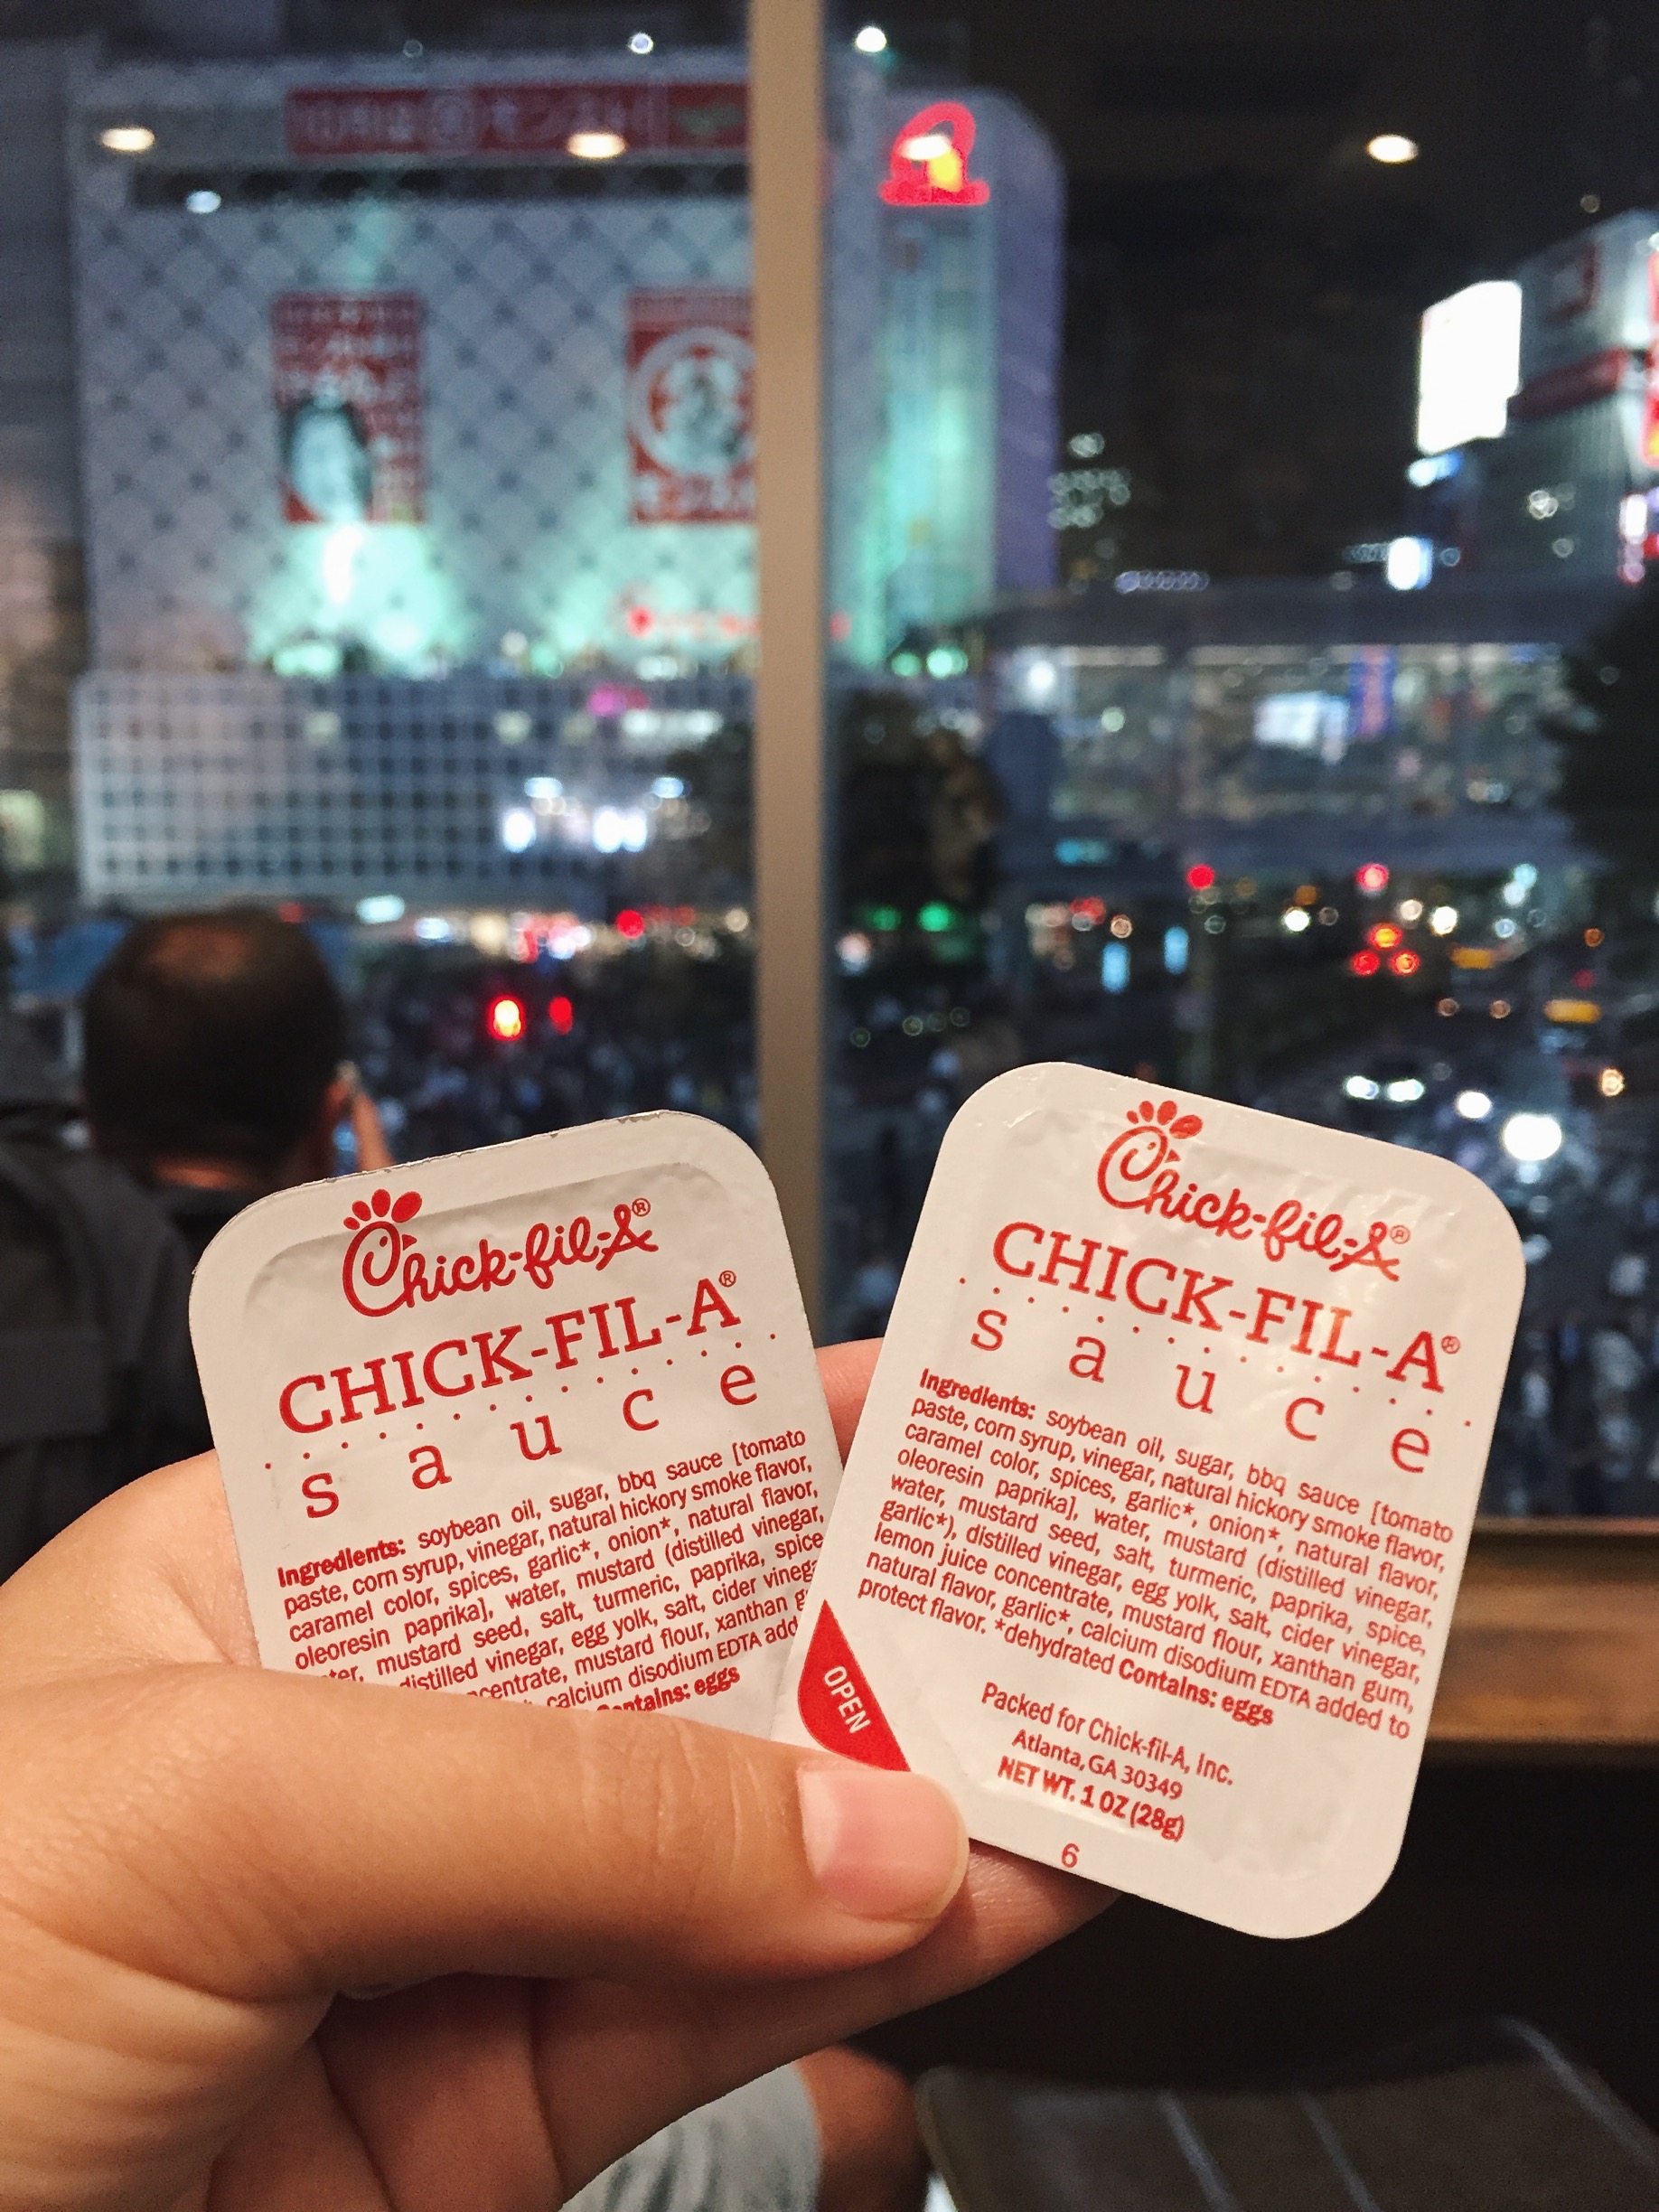 Chick-fil-A®
CHICK-FIL-A®
sauce
Ingredients: soybean oil, sugar, bbq sauce [tomato
paste, corn syrup, vinegar, natural hickory smoke flavor,
caramel color, spices, garlic*, onion*, natural flavor,
oleoresin paprika], water, mustard (distilled vinegar,
mustard seed, salt, turmeric, paprika, spice
distilled vinegar, egg yolk, salt, cider
mustard flour, xanthan
calcium disodium EDTA
eggs
Chick-fil-A®
CHICK-FIL-A®
sauce
Ingredients: soybean oil, sugar, bbq sauce [tomato
paste, corn syrup, vinegar, natural hickory smoke flavor,
caramel color, spices, garlic*, onion*, natural flavor,
oleoresin paprika], water, mustard (distilled vinegar,
water, mustard seed, salt, turmeric, paprika, spice,
garlic*), distilled vinegar, egg yolk, salt, cider vinegar,
lemon juice concentrate, mustard flour, xanthan gum,
natural flavor, garlic*, calcium disodium EDTA added to
protect flavor. *dehydrated Contains: eggs
OPEN
Packed for Chick-fil-A, Inc.
Atlanta, GA 30349
NET WT. 1 OZ (28g)
6